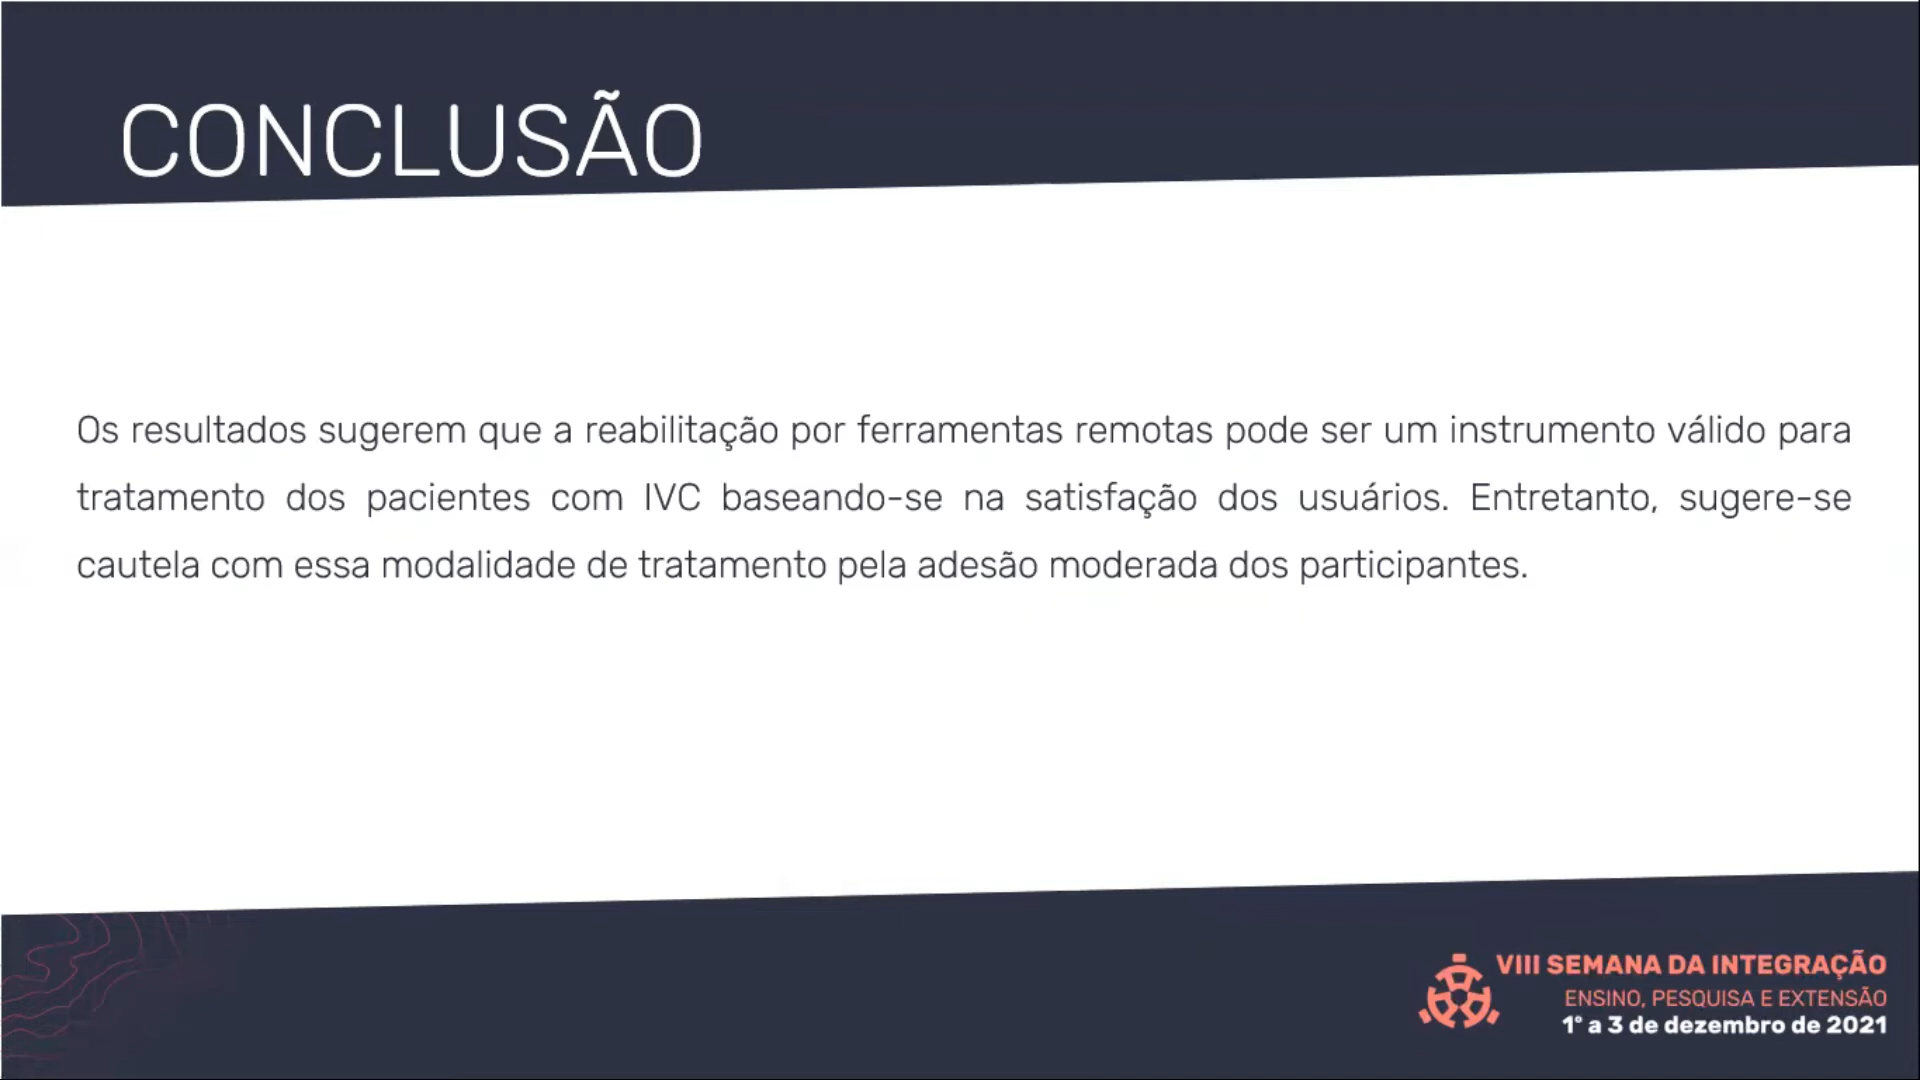 CONCLUSÃO
Os resultados sugerem que a reabilitação por ferramentas remotas pode ser um instrumento válido para
tratamento dos pacientes com IVC baseando-se na satisfação dos usuários. Entretanto, sugere-se
cautela com essa modalidade de tratamento pela adesão moderada dos participantes.
VIII SEMANA DA INTEGRAÇÃO
ENSINO, PESQUISA E EXTENSÃO
1º a 3 de dezembro de 2021